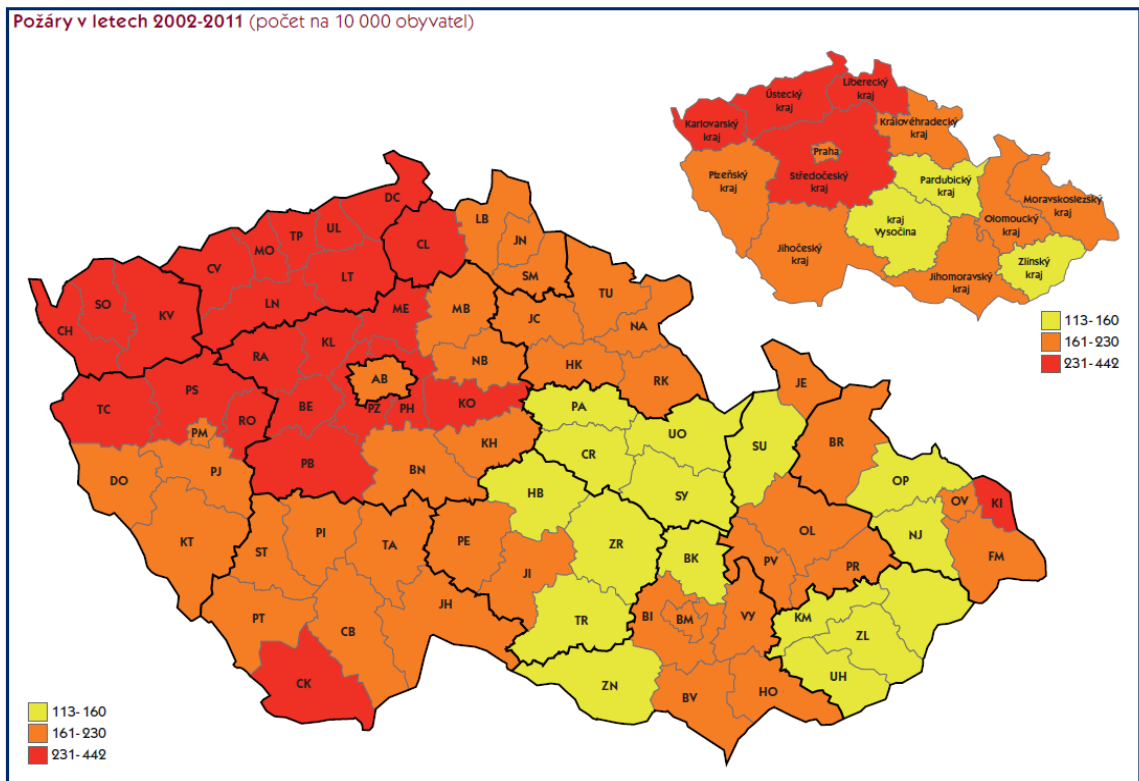 Požáry v letech 2002-2011 (počet na 10 000 obyvatel)
Liberecký
kraj
Ústecký
kraj
Karlovarský
kraj
Královéhradecký
kraj
Praha
Plzeňský
kraj
Středočeský
kraj
Pardubický
kraj
Moravskoslezský
kraj
kraj
Vysočina
Olomoucký
kraj
Jihočeský
kraj
Zlínský
kraj
Jihomoravský
kraj
113-160
161-230
231-442
DC
LB
UL
TP
JN
CL
MO
CV
SM
LT
TU
SO
LN
ME
MB
KV
JC
NA
CH
KL
RA
NB
HK
AB
RK
JE
PS
TC
BE
PZ
PH
KO
PA
RO
BR
PM
UO
KH
SU
CR
PB
BN
PJ
DO
OP
SY
HB
OV
KI
PI
OL
NJ
KT
ST
TA
PE
ZR
BK
FM
PV
PR
JI
JH
PT
CB
TR
BI
BM
VY
KM
ZL
CK
ZN
BV
HO
UH
113-160
161-230
231-442